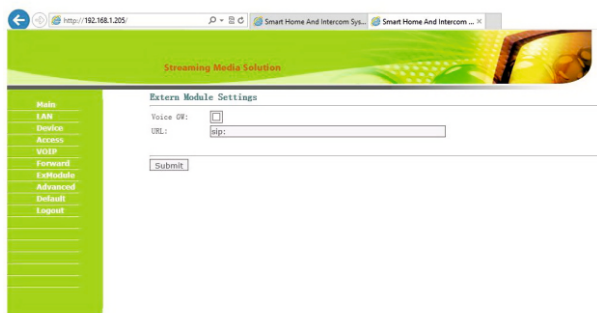 http://192.168.1.205/
Smart Home And Intercom Sys...
Smart Home And Intercom ... ×
Streaming Media Solution
Main
LAN
Device
Access
VOIP
Forward
ExModule
Advanced
Default
Logout
Extern Module Settings
Voice GW:
URL: sip:
Submit